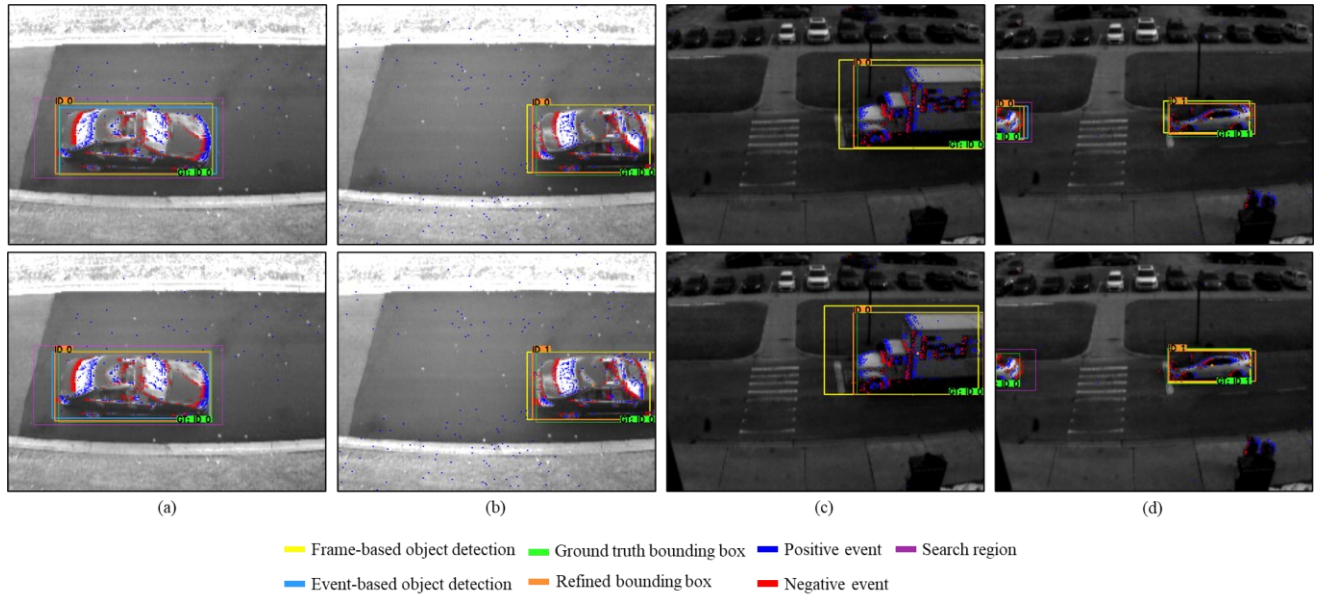 ID 0
GT: ID 0
ID 0
GT: ID 0
ID 0
GT: ID 0
ID 0
ID 1
: ID 0
GT: ID 1
ID 0
GT: ID 0
ID 1
GT: ID 0
ID 0
GT: ID 0
ID 1
: ID 0
GT: ID 1
(a) (b) (c) (d)
Frame-based object detection Ground truth bounding box Positive event Search region
Event-based object detection Refined bounding box Negative event